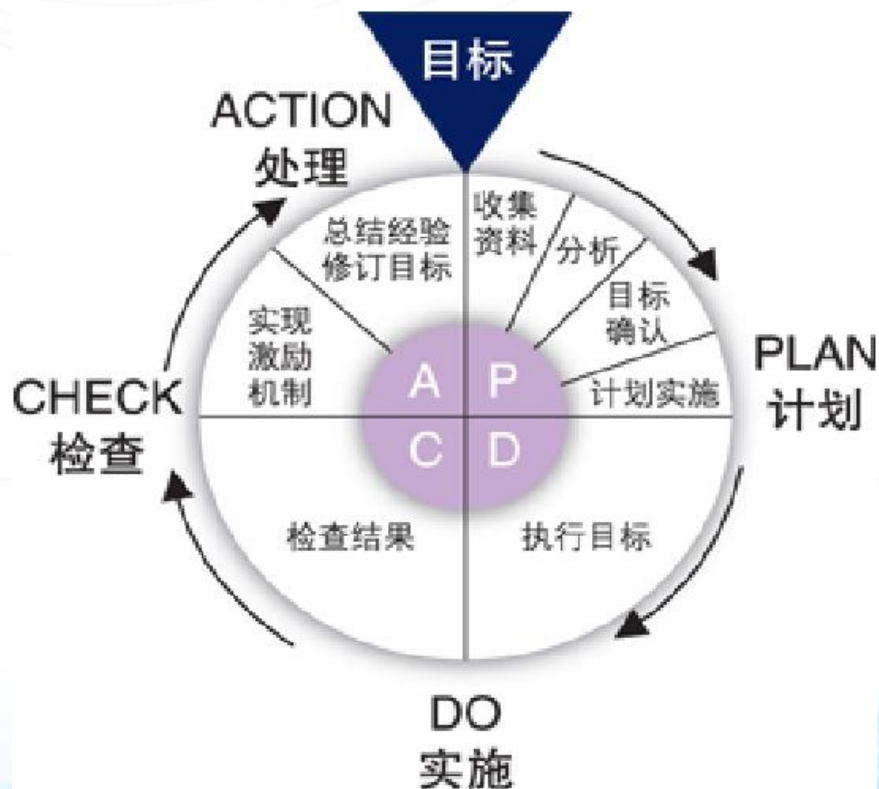 目标
ACTION
处理
收集
资料
分析
目标
确认
计划实施
PLAN
计划
总结经验
修订目标
实现
激励
机制
A
P
C
D
CHECK
检查
检查结果
执行目标
DO
实施